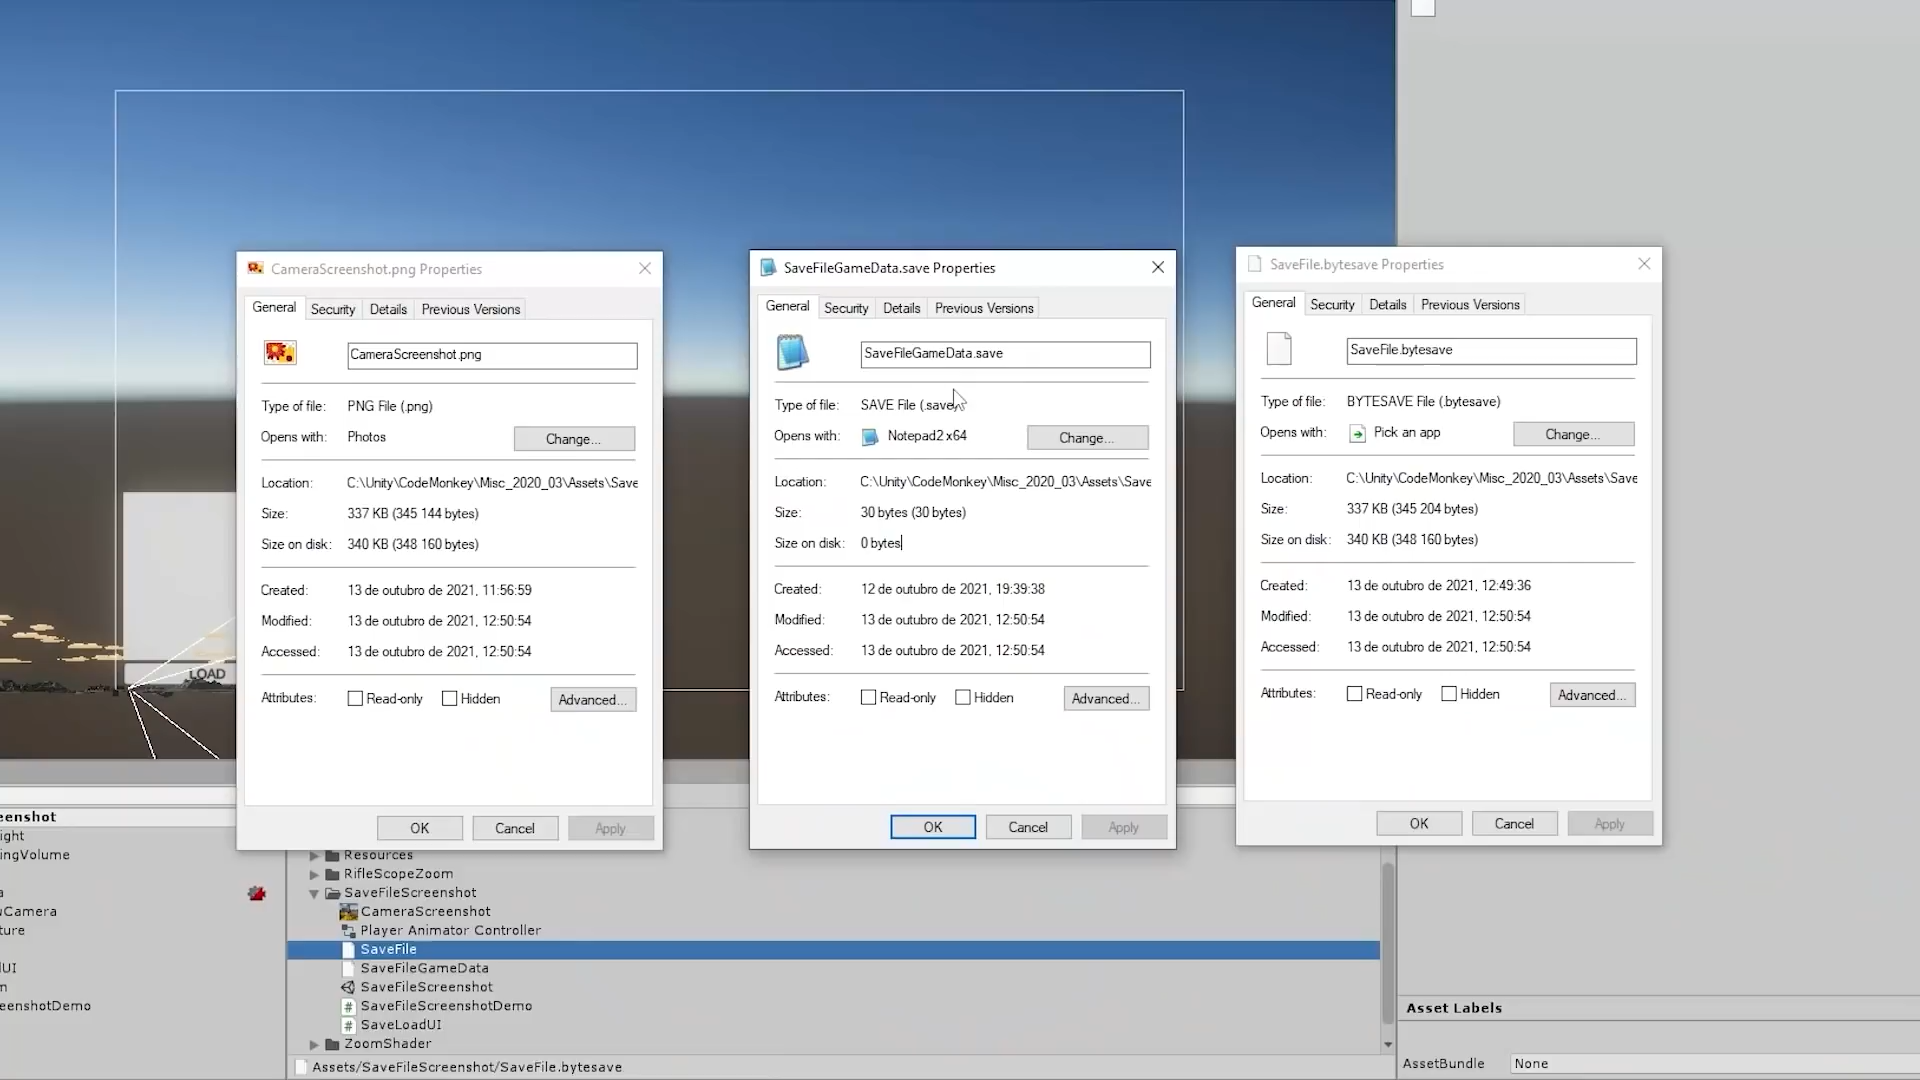 CameraScreenshot.png Properties
General
Security
Details
Previous Versions
CameraScreenshot.png
Type of file: PNG File (.png)
Opens with: Photos
Change...
Location: C:\Unity\CodeMonkey\Misc_2020_03\Assets\Save
Size: 337 KB (345 144 bytes)
Size on disk: 340 KB (348 160 bytes)
Created: 13 de outubro de 2021, 11:56:59
Modified: 13 de outubro de 2021, 12:50:54
Accessed: 13 de outubro de 2021, 12:50:54
Attributes: Read-only Hidden Advanced...
OK Cancel Apply
SaveFileGameData.save Properties
General
Security
Details
Previous Versions
SaveFileGameData.save
Type of file: SAVE File (.save)
Opens with: Notepad2 x64
Change...
Location: C:\Unity\CodeMonkey\Misc_2020_03\Assets\Save
Size: 30 bytes (30 bytes)
Size on disk: 0 bytes
Created: 12 de outubro de 2021, 19:39:38
Modified: 13 de outubro de 2021, 12:50:54
Accessed: 13 de outubro de 2021, 12:50:54
Attributes: Read-only Hidden Advanced...
OK Cancel Apply
SaveFile.bytesave Properties
General
Security
Details
Previous Versions
SaveFile.bytesave
Type of file: BYTESAVE File (.bytesave)
Opens with: Pick an app
Change...
Location: C:\Unity\CodeMonkey\Misc_2020_03\Assets\Save
Size: 337 KB (345 204 bytes)
Size on disk: 340 KB (348 160 bytes)
Created: 13 de outubro de 2021, 12:49:36
Modified: 13 de outubro de 2021, 12:50:54
Accessed: 13 de outubro de 2021, 12:50:54
Attributes: Read-only Hidden Advanced...
OK Cancel Apply
LOAD
eenshot
ight
ingVolume
a
Camera
ture
UI
m
eenshotDemo
Resources
RifleScopeZoom
SaveFileScreenshot
CameraScreenshot
Player Animator Controller
SaveFile
SaveFileGameData
SaveFileScreenshot
SaveFileScreenshotDemo
SaveLoadUI
ZoomShader
Assets/SaveFileScreenshot/SaveFile.bytesave
Asset Labels
AssetBundle None